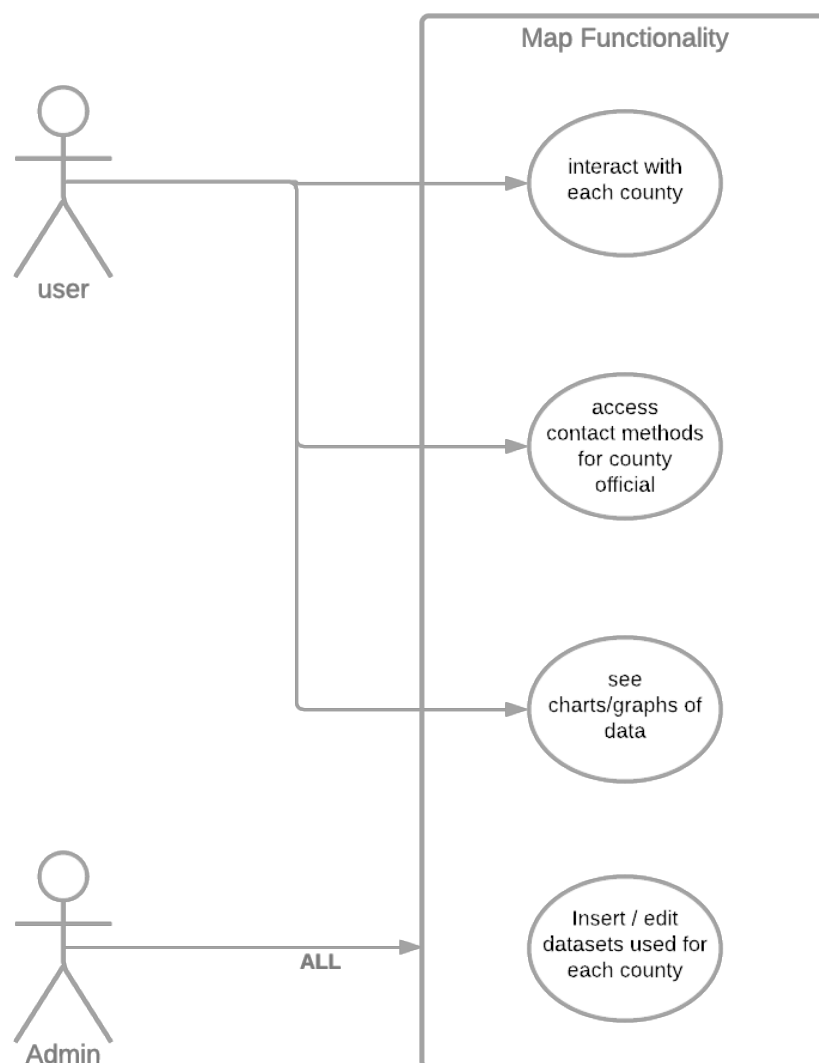 Map Functionality
interact with
each county
user
access
contact methods
for county
official
see
charts/graphs of
data
Insert / edit
datasets used for
each county
ALL
Admin